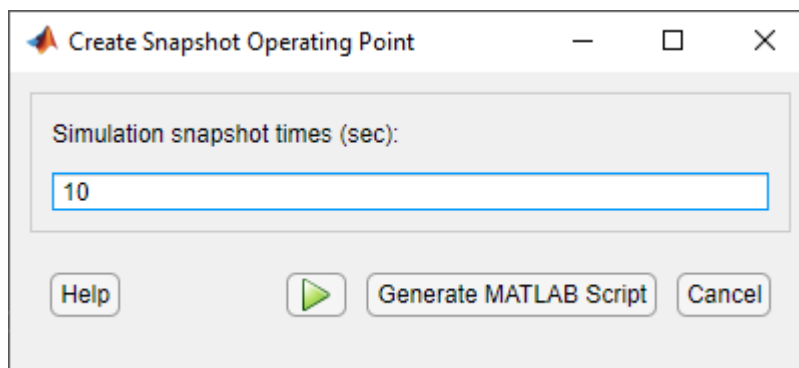 Create Snapshot Operating Point
Simulation snapshot times (sec):
10
Help Generate MATLAB Script Cancel